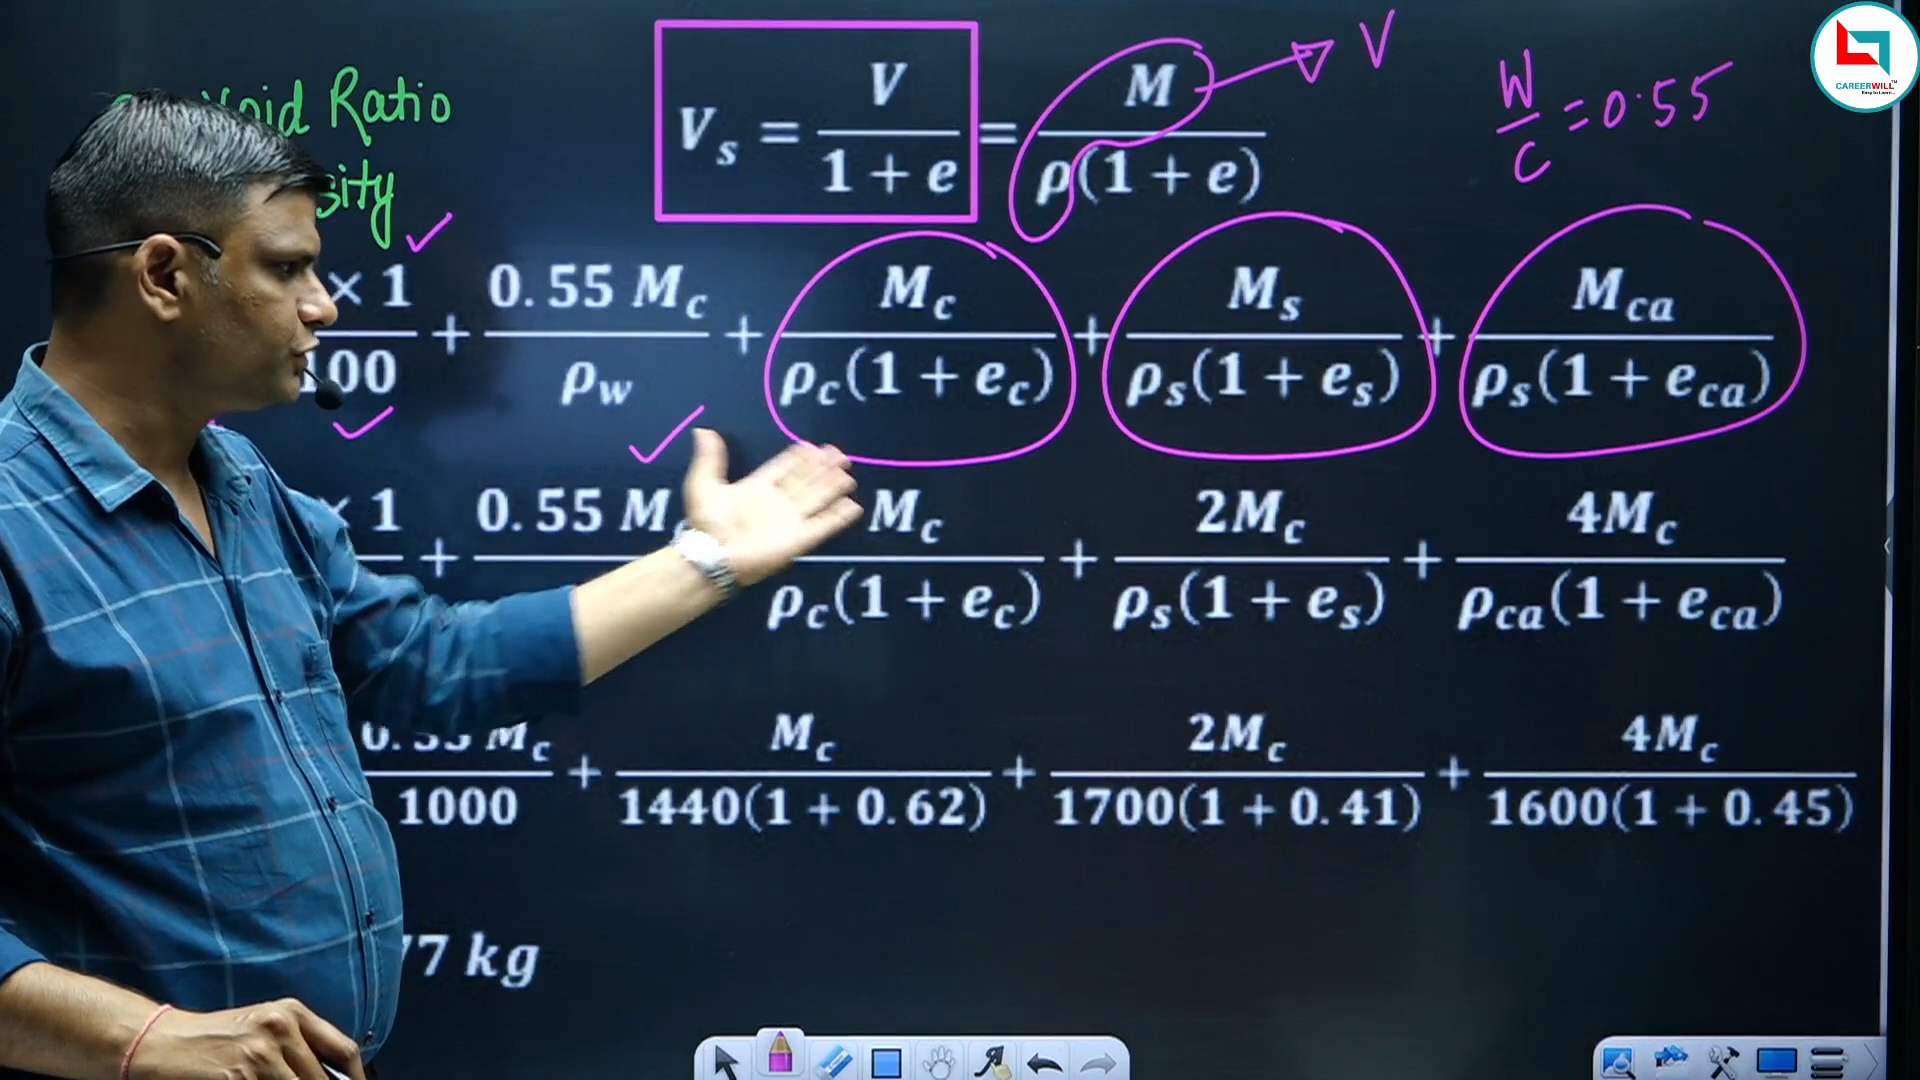 Void Ratio
V_s = V / (1 + e) = M / ρ(1 + e) V
W/C = 0.55
× 1 / 100 + 0.55 M_c / ρ_w + M_c / ρ_c(1 + e_c) + M_s / ρ_s(1 + e_s) + M_ca / ρ_s(1 + e_ca)
× 1 + 0.55 M + M_c / ρ_c(1 + e_c) + 2M_c / ρ_s(1 + e_s) + 4M_c / ρ_ca(1 + e_ca)
M_c / 1000 + M_c / 1440(1 + 0.62) + 2M_c / 1700(1 + 0.41) + 4M_c / 1600(1 + 0.45)
77 kg
CAREERWILL